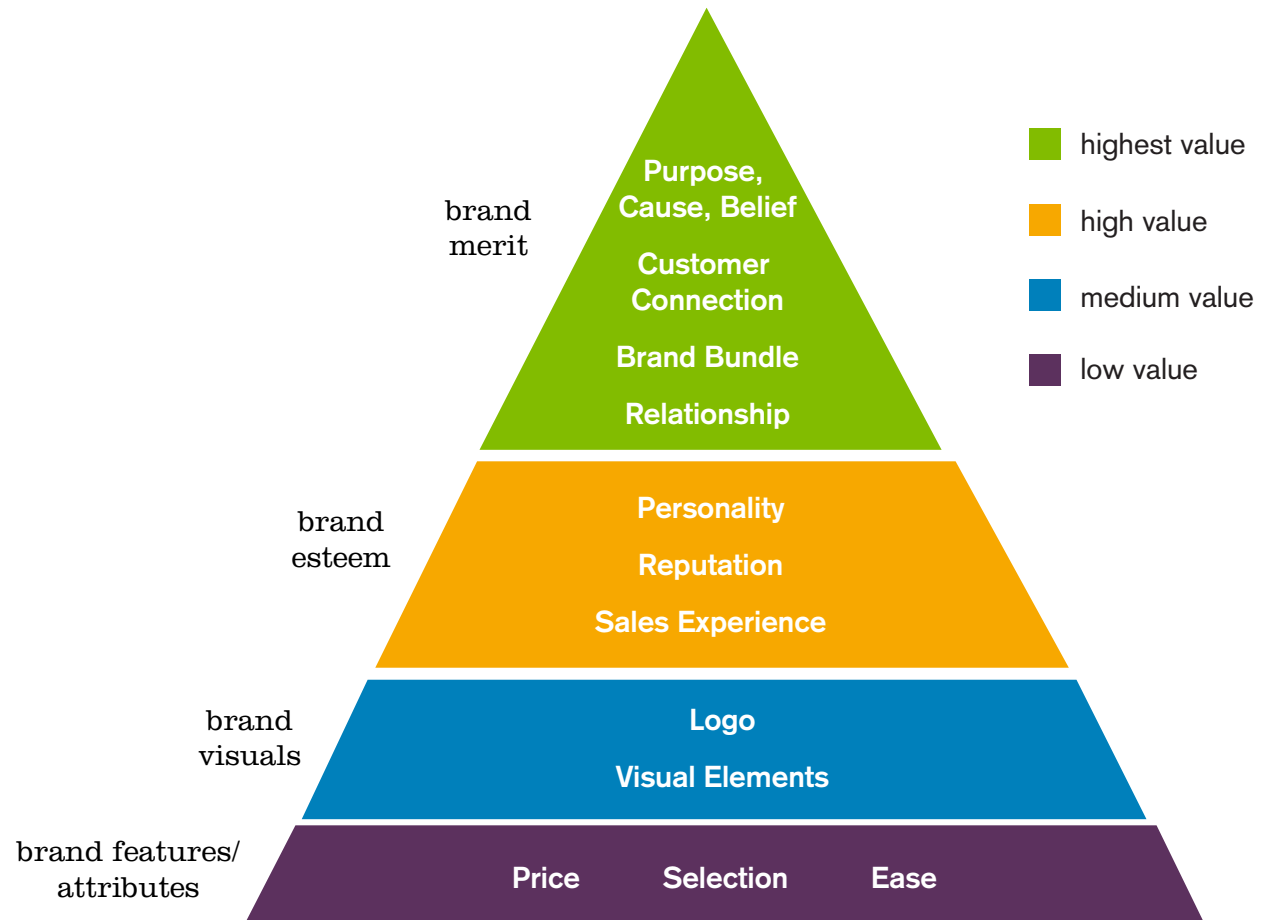 brand
merit
Purpose,
Cause, Belief
Customer
Connection
Brand Bundle
Relationship
brand
esteem
Personality
Reputation
Sales Experience
brand
visuals
Logo
Visual Elements
brand features/
attributes
Price Selection Ease
highest value
high value
medium value
low value